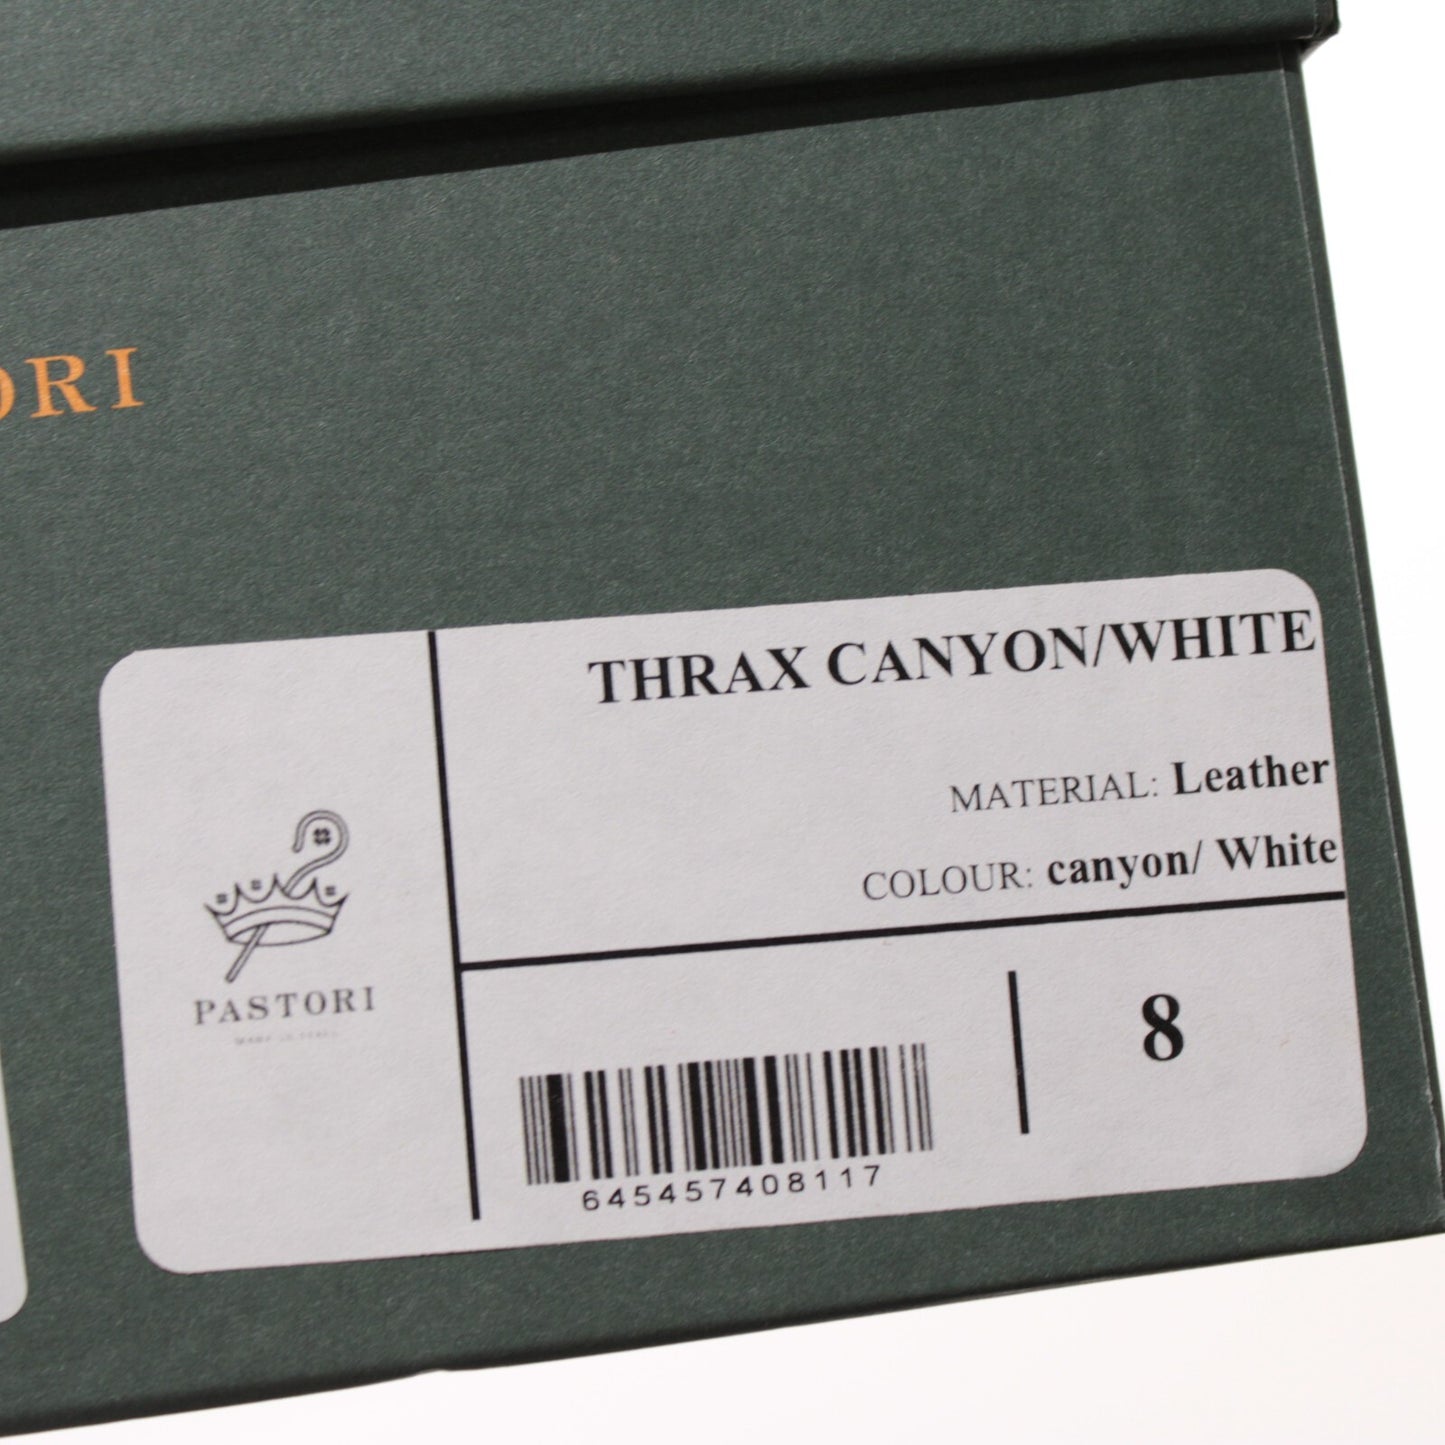 ORI
THRAX CANYON/WHITE
MATERIAL: Leather
COLOUR: canyon/ White
PASTORI
8
645457408117